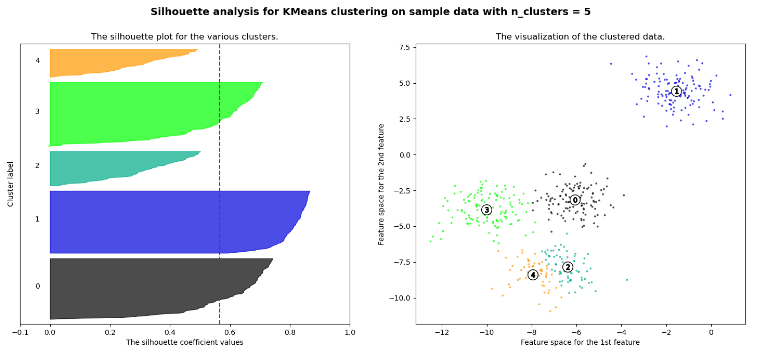 Silhouette analysis for KMeans clustering on sample data with n_clusters = 5
The silhouette plot for the various clusters.
4
3
2
1
0
Cluster label
−0.1 0.0 0.2 0.4 0.6 0.8 1.0
The silhouette coefficient values
The visualization of the clustered data.
7.5
5.0
2.5
0.0
−2.5
−5.0
−7.5
−10.0
Feature space for the 2nd feature
1
0
3
2
4
−12 −10 −8 −6 −4 −2 0
Feature space for the 1st feature